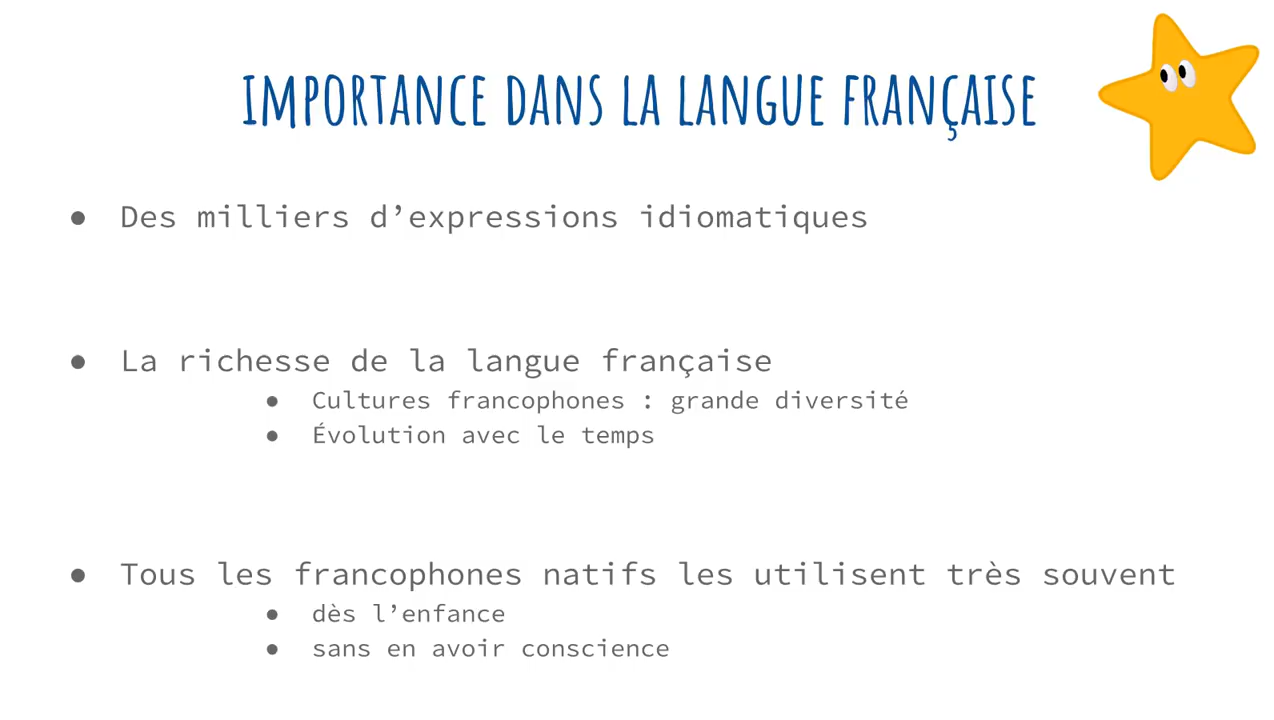 IMPORTANCE DANS LA LANGUE FRANÇAISE
● Des milliers d’expressions idiomatiques
● La richesse de la langue française
● Cultures francophones : grande diversité
● Évolution avec le temps
● Tous les francophones natifs les utilisent très souvent
● dès l’enfance
● sans en avoir conscience